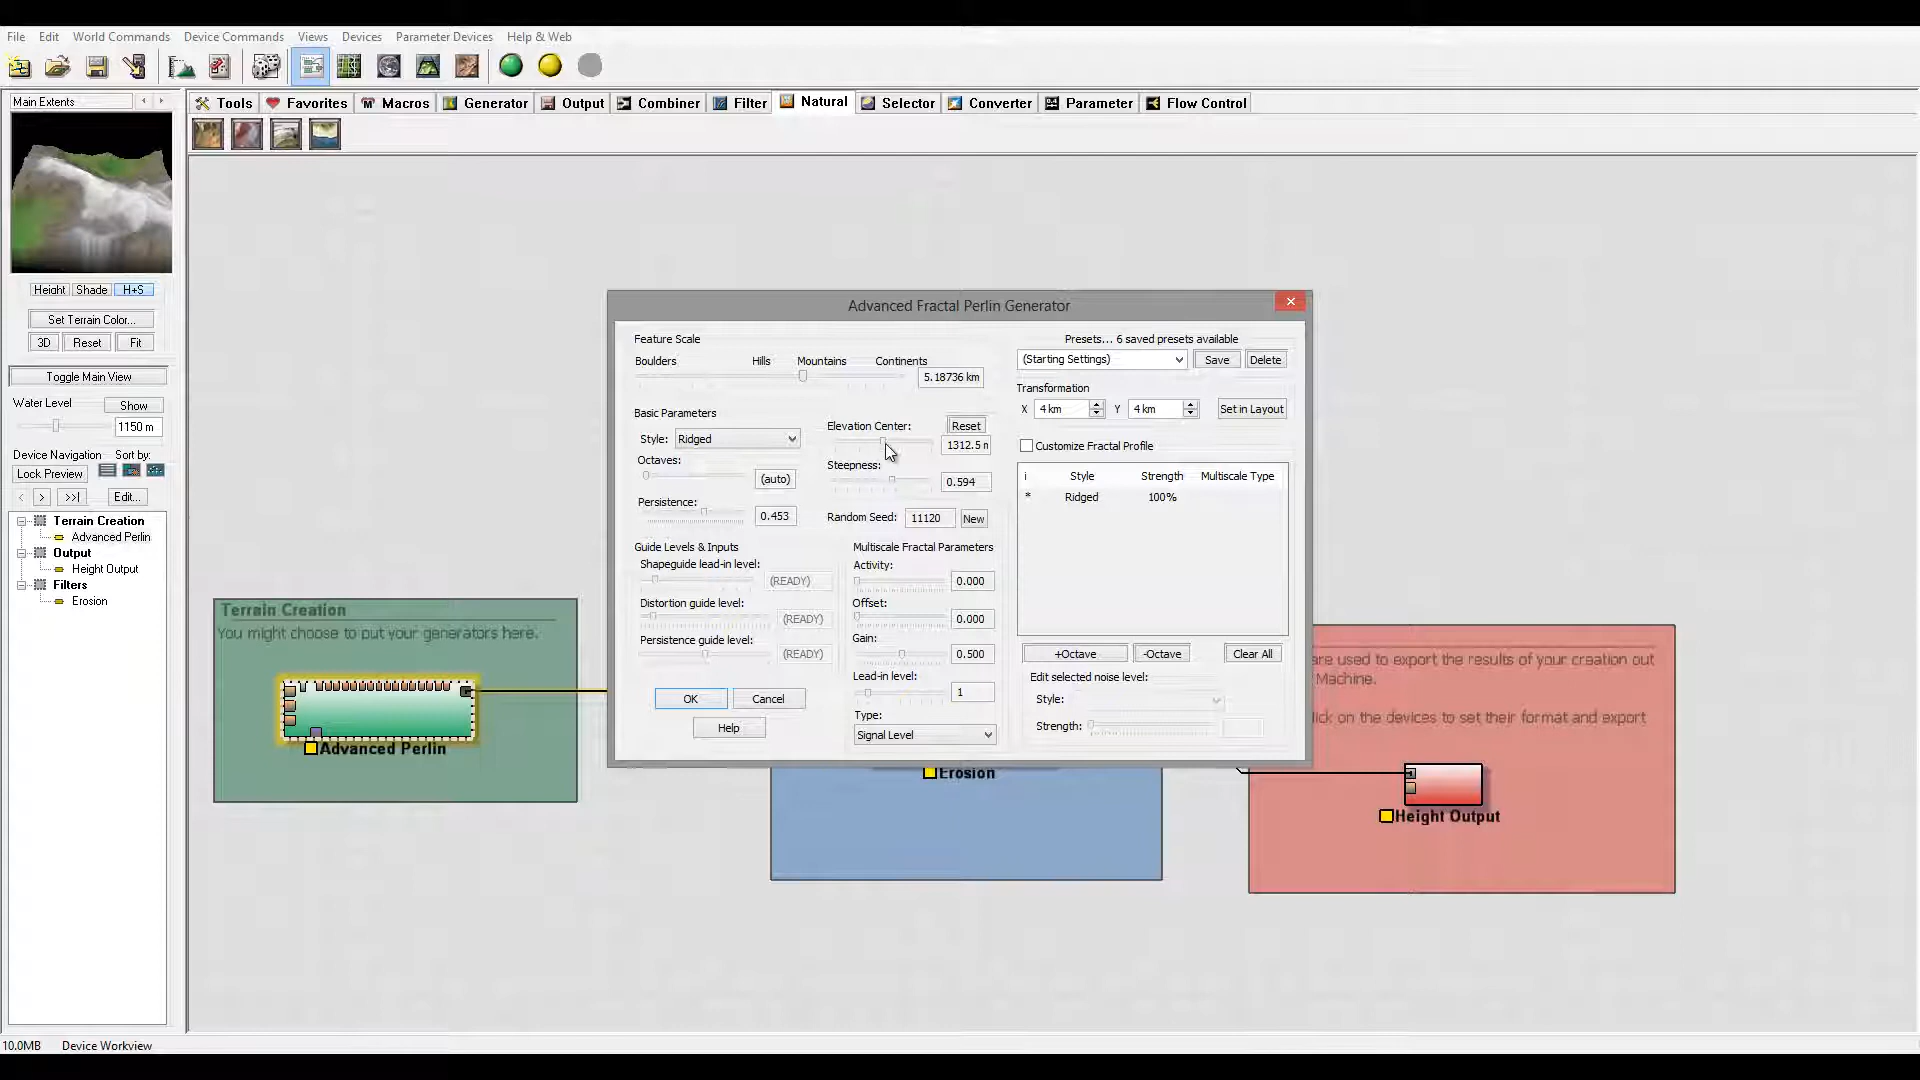 File Edit World Commands Device Commands Views Devices Parameter Devices Help & Web
Main Extents
Tools Favorites Macros Generator Output Combiner Filter Natural Selector Converter Parameter Flow Control
Height Shade H+S
Set Terrain Color...
3D Reset Fit
Toggle Main View
Water Level Show
1150 m
Device Navigation Sort by:
Lock Preview
< > >>| Edit...
Terrain Creation
Advanced Perlin
Output
Height Output
Filters
Erosion
Advanced Fractal Perlin Generator
Feature Scale
Boulders Hills Mountains Continents
5.18736 km
Basic Parameters
Style: Ridged
Octaves:
(auto)
Persistence:
0.453
Elevation Center: Reset
1312.5 n
Steepness:
0.594
Random Seed: 11120 New
Guide Levels & Inputs
Shapeguide lead-in level:
(READY)
Distortion guide level:
(READY)
Persistence guide level:
(READY)
OK Cancel
Help
Multiscale Fractal Parameters
Activity:
0.000
Offset:
0.000
Gain:
0.500
Lead-in level:
1
Type:
Signal Level
Presets... 6 saved presets available
(Starting Settings) Save Delete
Transformation
X 4 km Y 4 km Set in Layout
Customize Fractal Profile
i Style Strength Multiscale Type
* Ridged 100%
+Octave -Octave Clear All
Edit selected noise level:
Style:
Strength:
Terrain Creation
You might choose to put your generators here.
Advanced Perlin
Erosion
are used to export the results of your creation out
Machine.
lick on the devices to set their format and export
Height Output
10.0MB Device Workview